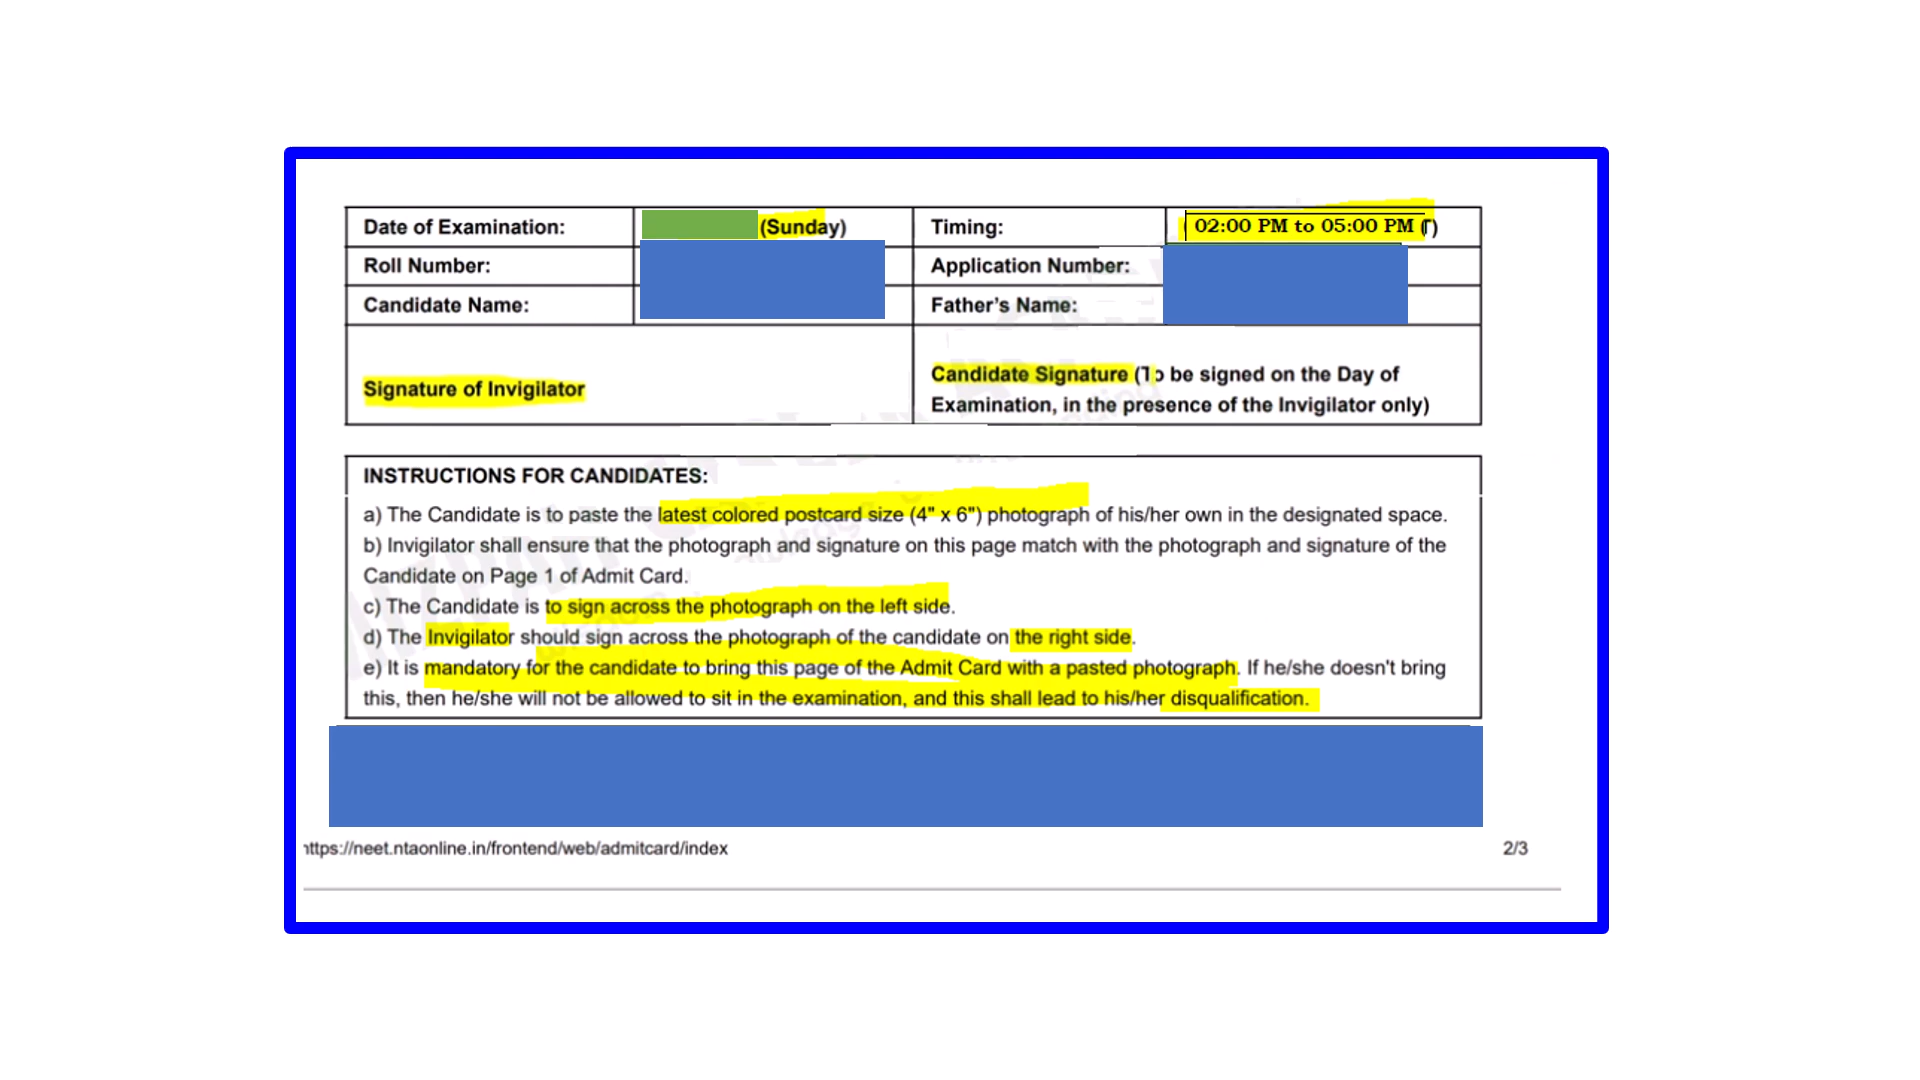 Date of Examination: (Sunday) Timing: 02:00 PM to 05:00 PM
Roll Number: Application Number:
Candidate Name: Father's Name:
Signature of Invigilator
Candidate Signature (To be signed on the Day of
Examination, in the presence of the Invigilator only)
INSTRUCTIONS FOR CANDIDATES:
a) The Candidate is to paste the latest colored postcard size (4" x 6") photograph of his/her own in the designated space.
b) Invigilator shall ensure that the photograph and signature on this page match with the photograph and signature of the
Candidate on Page 1 of Admit Card.
c) The Candidate is to sign across the photograph on the left side.
d) The Invigilator should sign across the photograph of the candidate on the right side.
e) It is mandatory for the candidate to bring this page of the Admit Card with a pasted photograph. If he/she doesn't bring
this, then he/she will not be allowed to sit in the examination, and this shall lead to his/her disqualification.
https://neet.ntaonline.in/frontend/web/admitcard/index 2/3